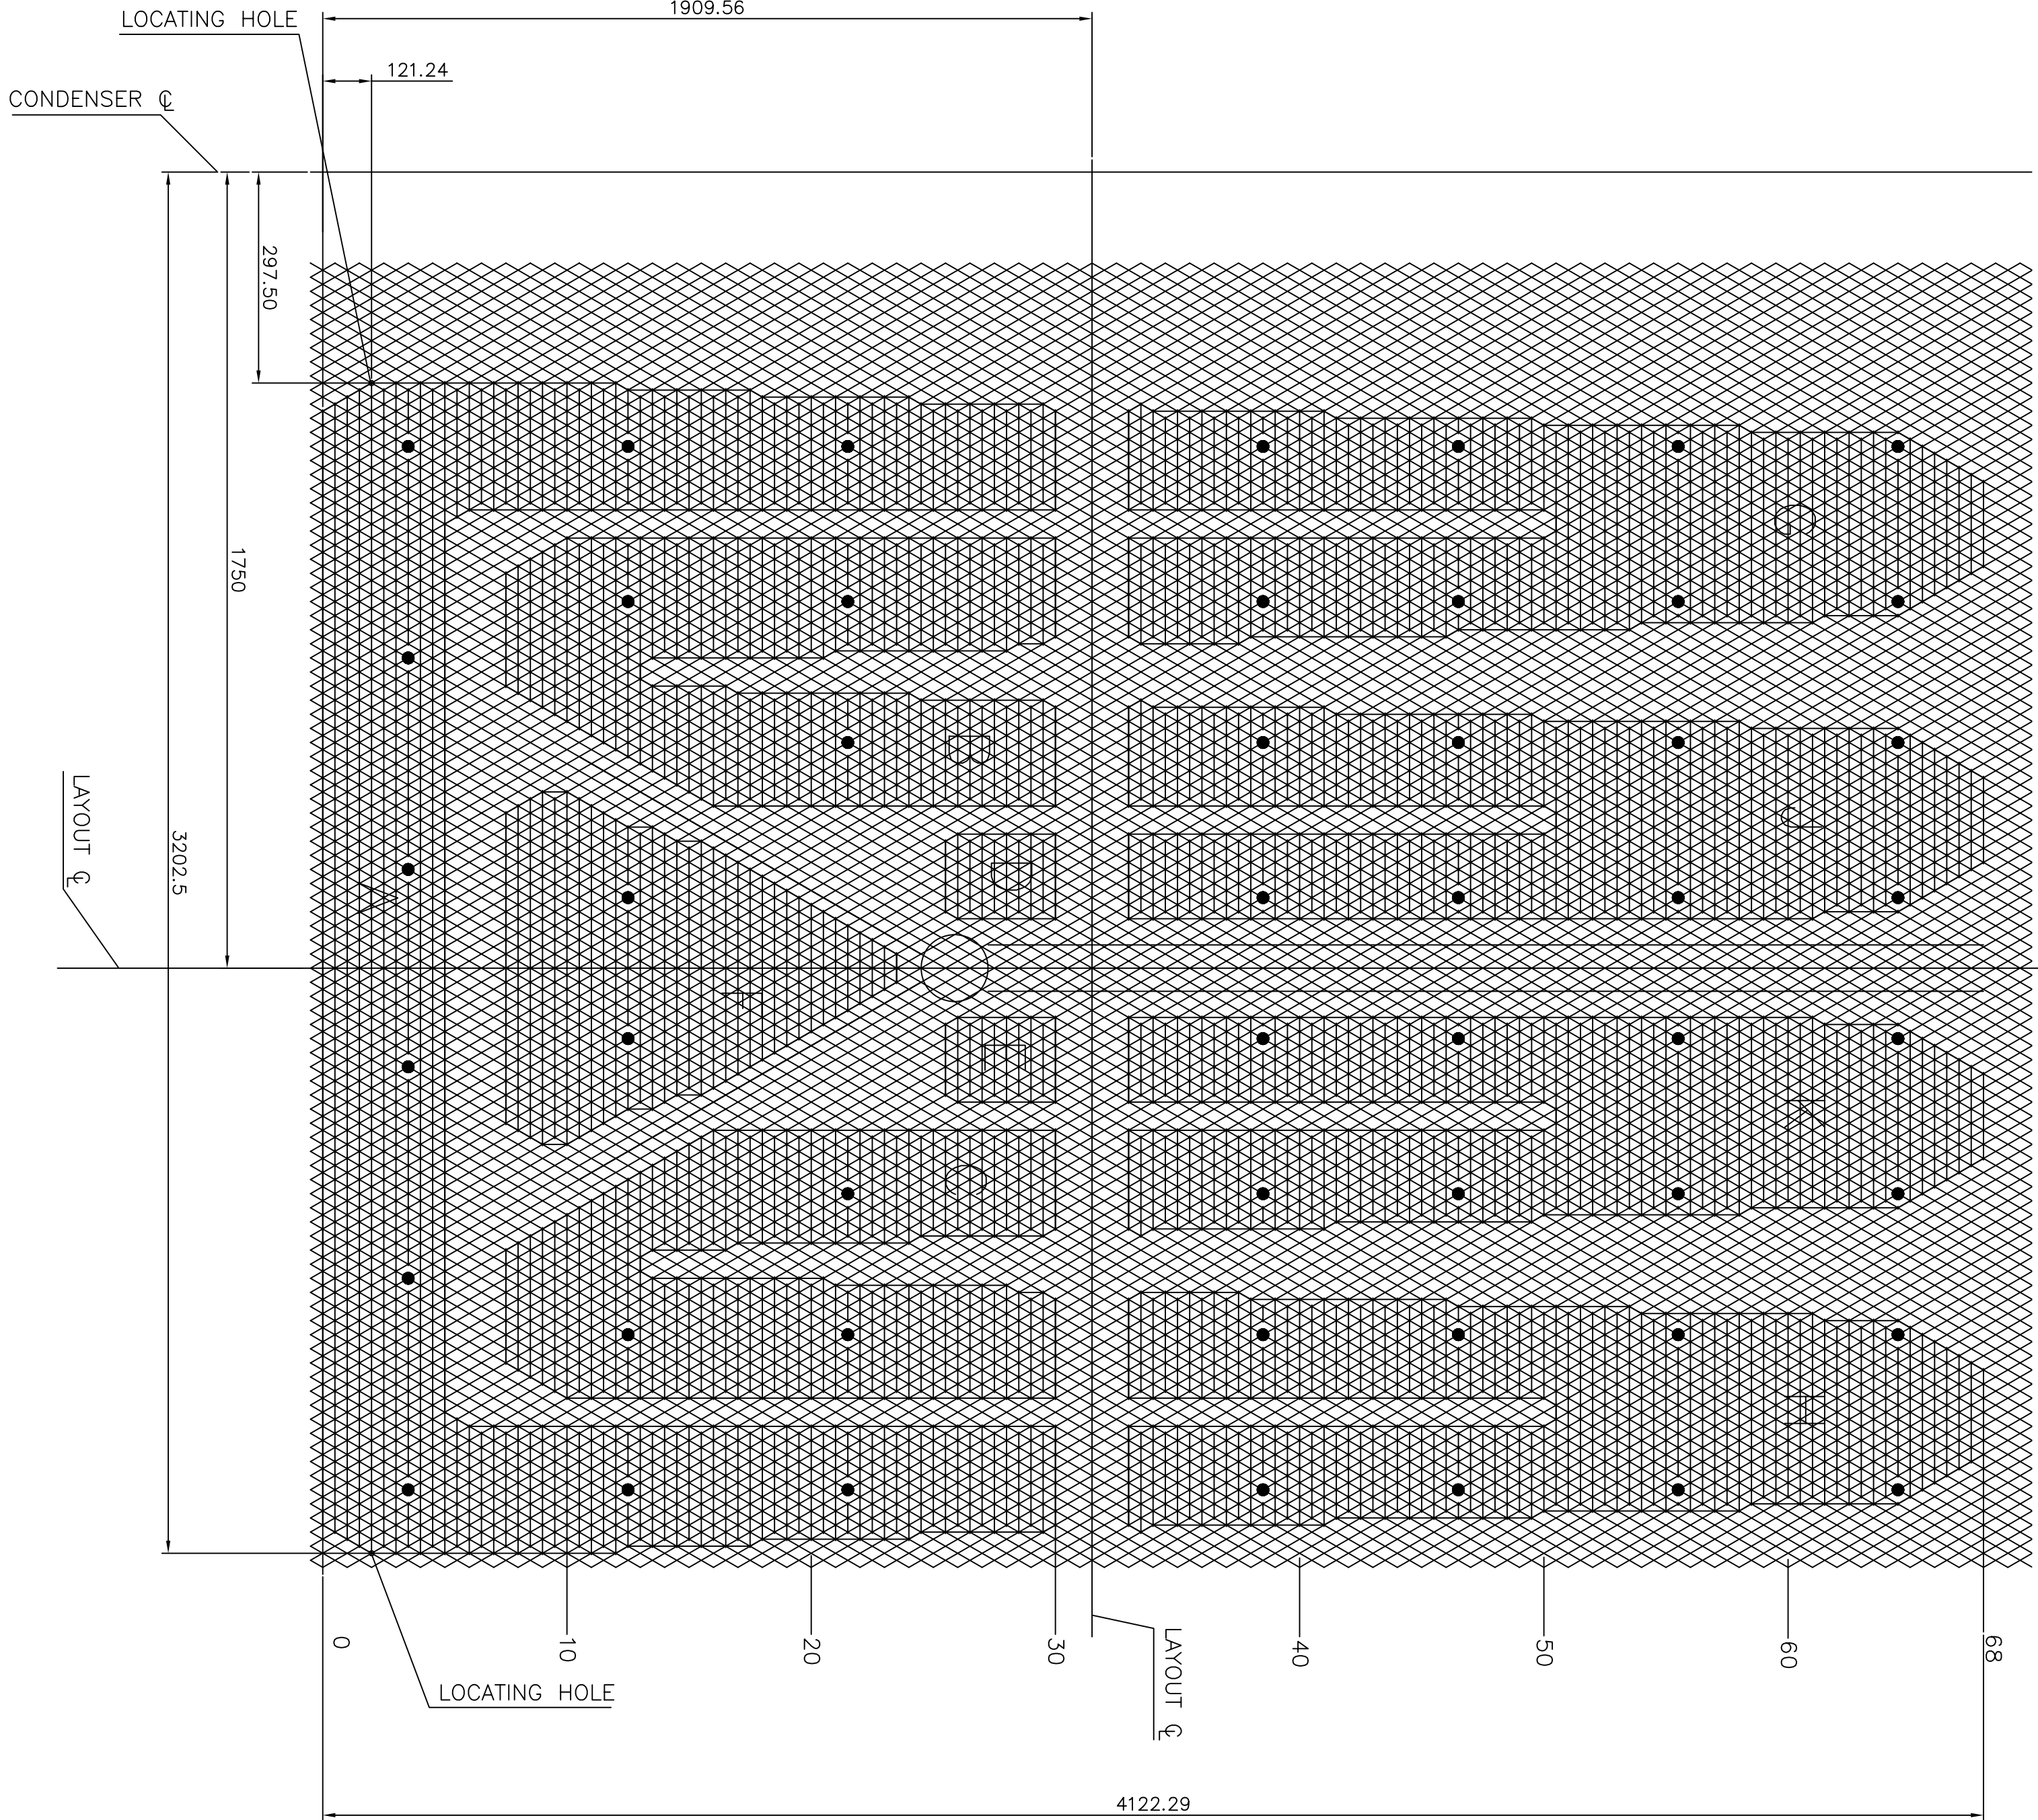 1909.56
LOCATING HOLE
121.24
CONDENSER ℄
297.50
1750
G
B
J
LAYOUT ℄
3202.5
D
A
F
E
K
C
H
0
10
20
30
40
50
60
68
LAYOUT ℄
LOCATING HOLE
4122.29